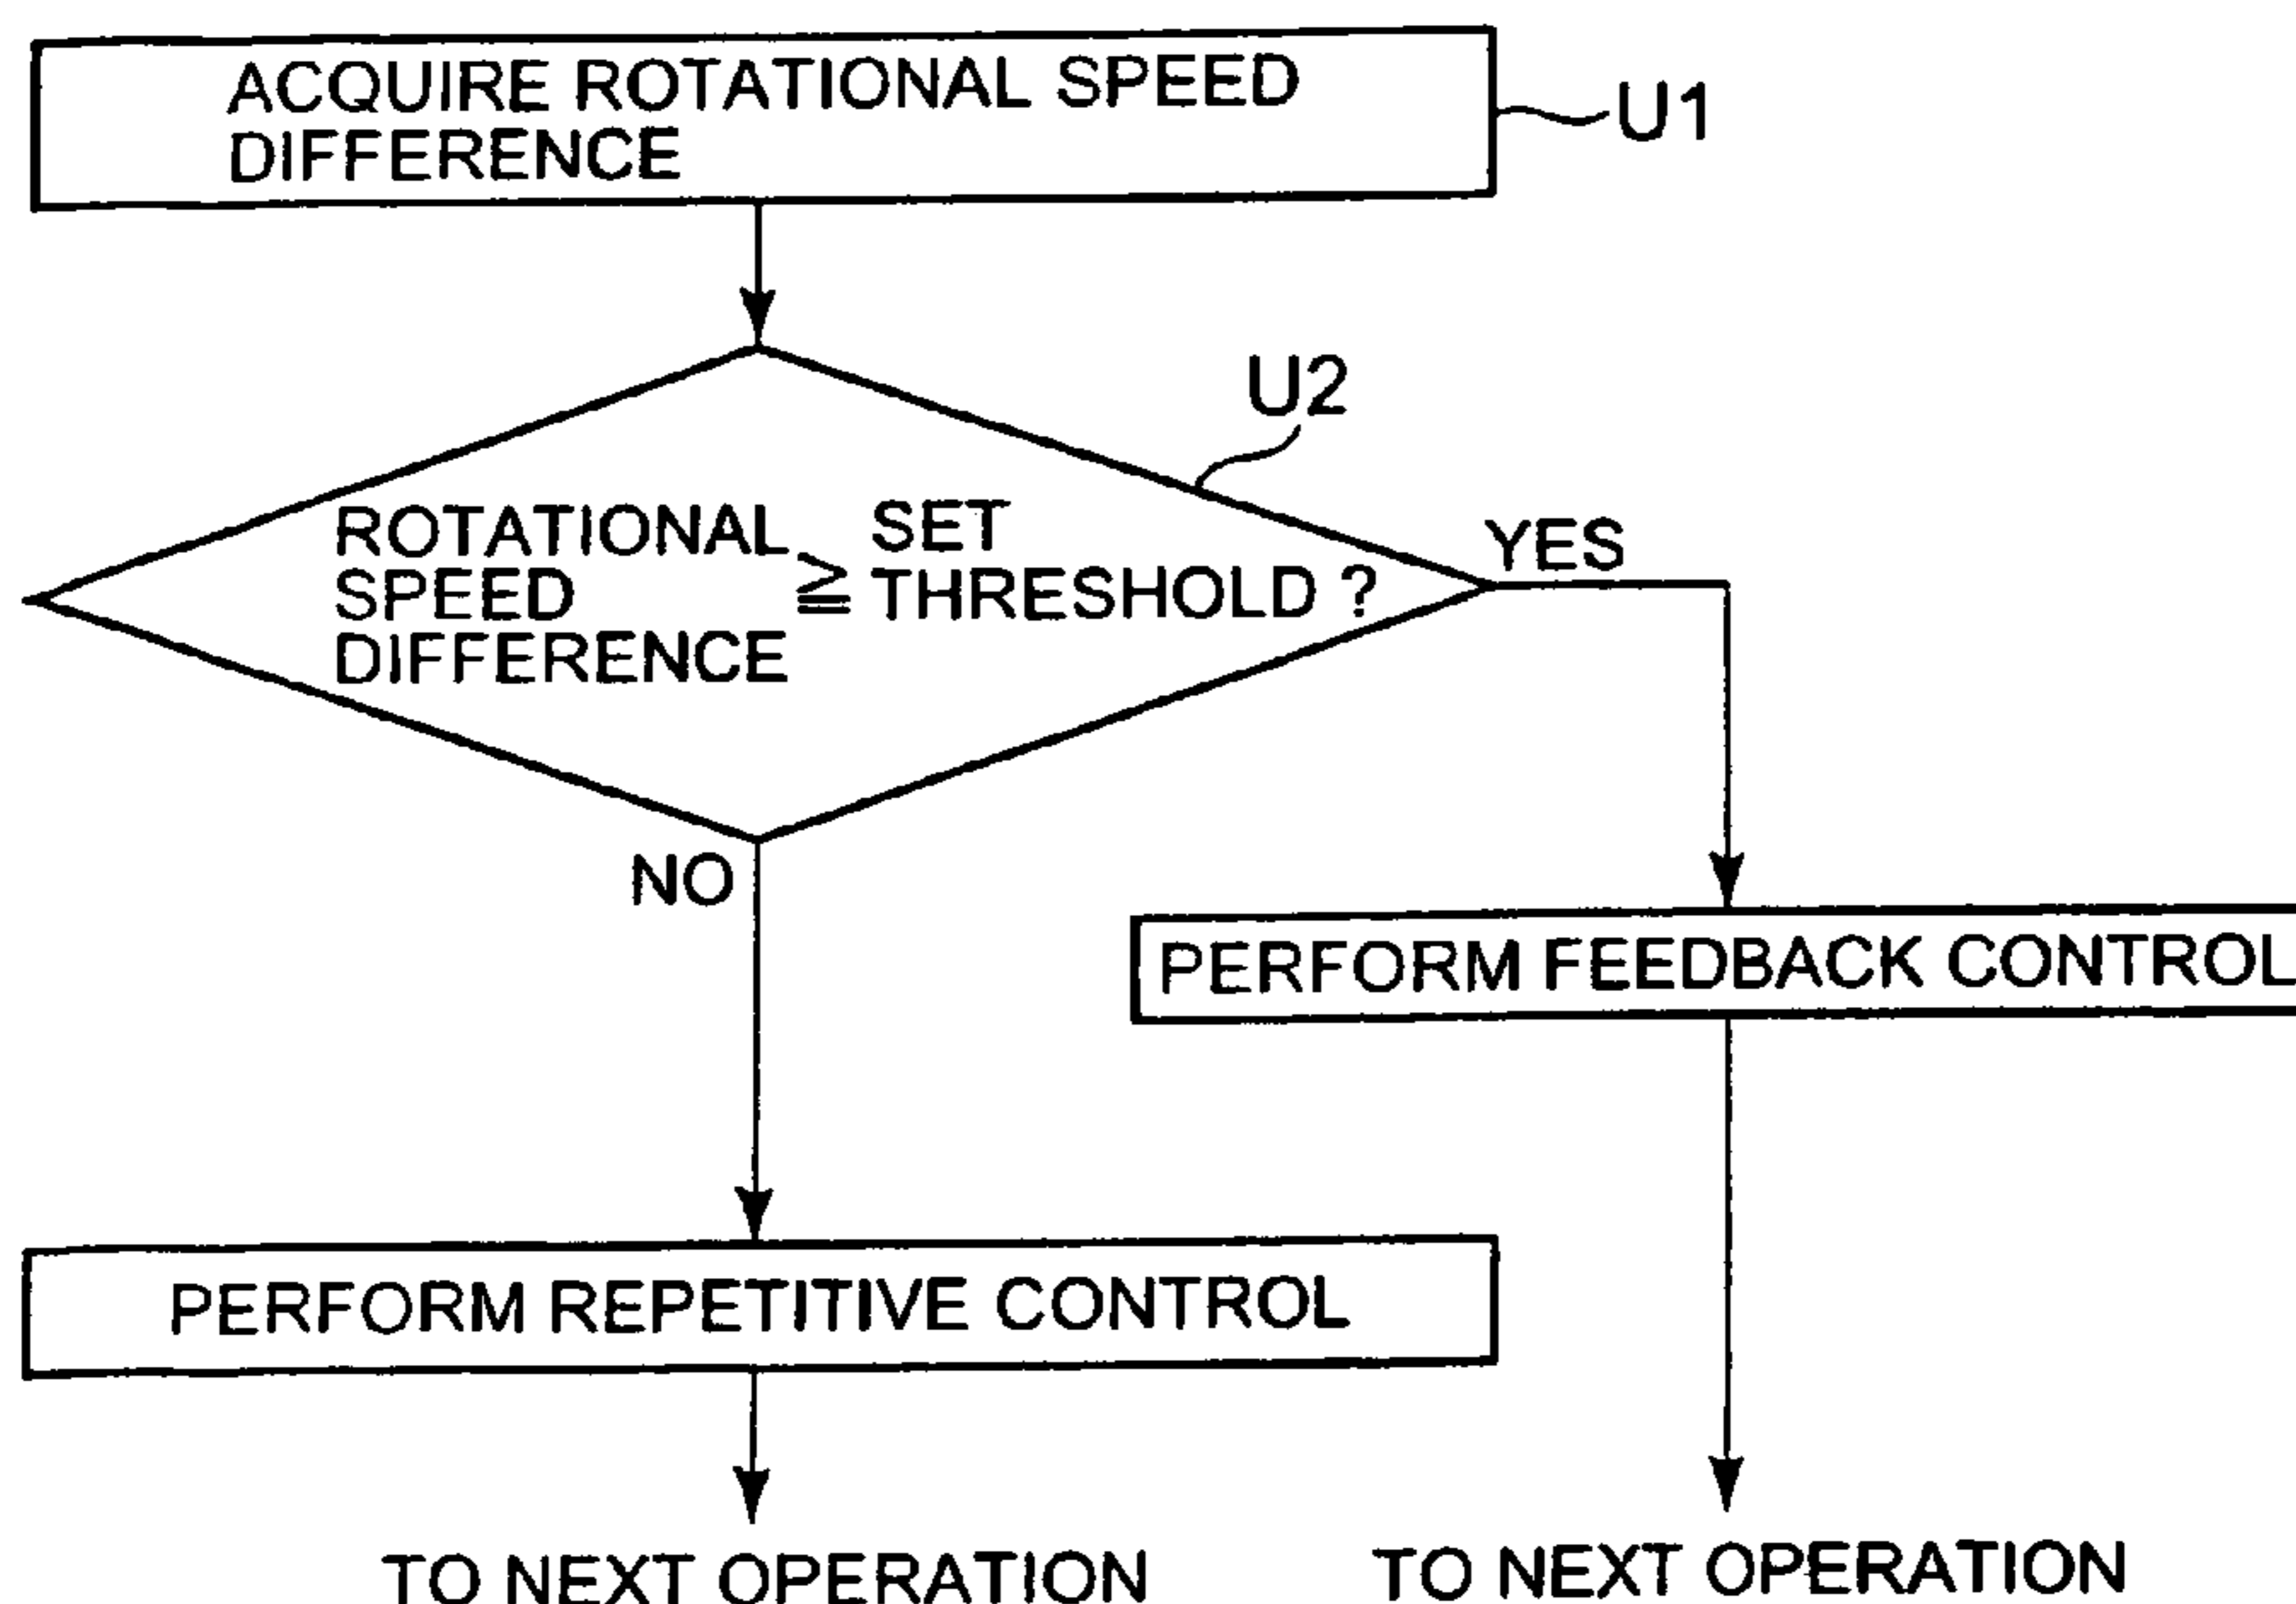 ACQUIRE ROTATIONAL SPEED
DIFFERENCE
U1
U2
ROTATIONAL
SPEED
DIFFERENCE
≧
SET
THRESHOLD ?
YES
NO
PERFORM FEEDBACK CONTROL
PERFORM REPETITIVE CONTROL
TO NEXT OPERATION
TO NEXT OPERATION